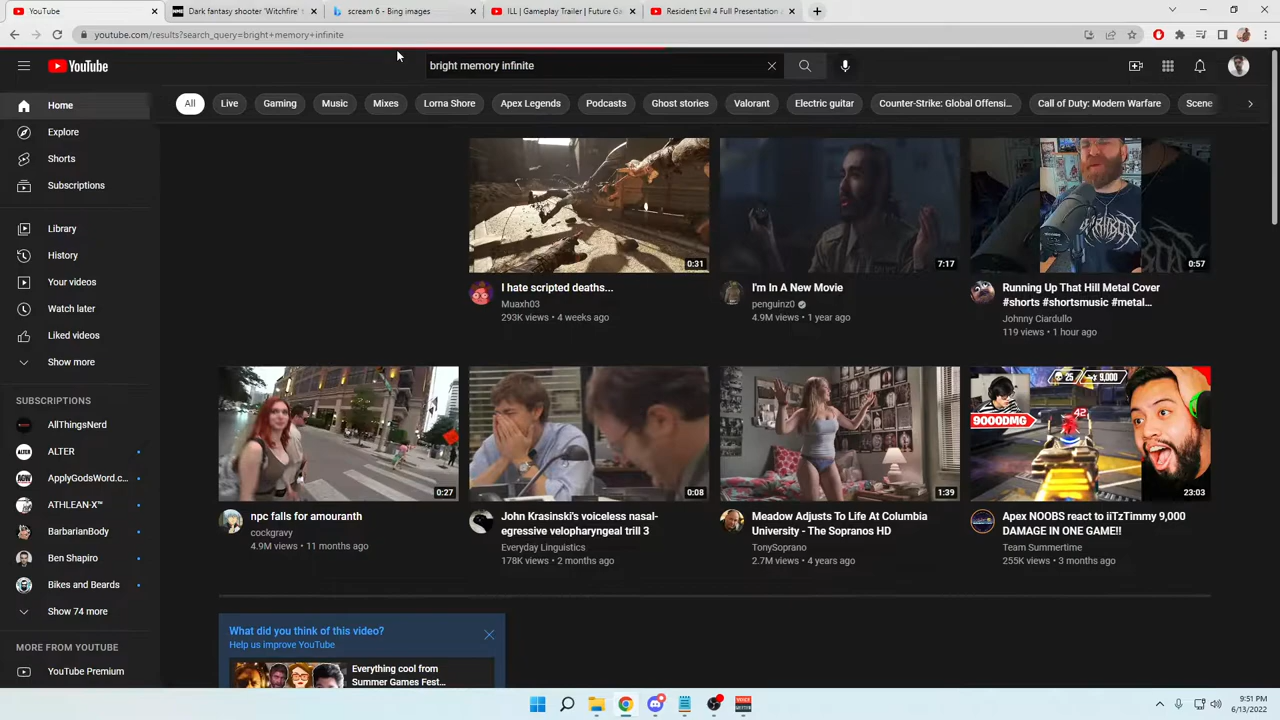 YouTube
Dark fantasy shooter 'Witchfire' t
scream 6 - Bing images
ILL | Gameplay Trailer | Future Ga
Resident Evil 4 Full Presentation a
youtube.com/results?search_query=bright+memory+infinite
YouTube
bright memory infinite
All
Live
Gaming
Music
Mixes
Lorna Shore
Apex Legends
Podcasts
Ghost stories
Valorant
Electric guitar
Counter-Strike: Global Offensi...
Call of Duty: Modern Warfare
Scene
Home
Explore
Shorts
Subscriptions
Library
History
Your videos
Watch later
Liked videos
Show more
SUBSCRIPTIONS
AllThingsNerd
ALTER
ApplyGodsWord.c...
ATHLEAN-X™
BarbarianBody
Ben Shapiro
Bikes and Beards
Show 74 more
MORE FROM YOUTUBE
YouTube Premium
0:31
I hate scripted deaths...
Muaxh03
293K views • 4 weeks ago
7:17
I'm In A New Movie
penguinz0
4.9M views • 1 year ago
0:57
Running Up That Hill Metal Cover
#shorts #shortsmusic #metal...
Johnny Ciardullo
119 views • 1 hour ago
0:27
npc falls for amouranth
cockgravy
4.9M views • 11 months ago
0:08
John Krasinski's voiceless nasal-
egressive velopharyngeal trill 3
Everyday Linguistics
178K views • 2 months ago
1:39
Meadow Adjusts To Life At Columbia
University - The Sopranos HD
TonySoprano
2.7M views • 4 years ago
25
9,000
42
9000DMG
23:03
Apex NOOBS react to iiTzTimmy 9,000
DAMAGE IN ONE GAME!!
Team Summertime
255K views • 3 months ago
What did you think of this video?
Help us improve YouTube
Everything cool from
Summer Games Fest...
9:51 PM
6/13/2022